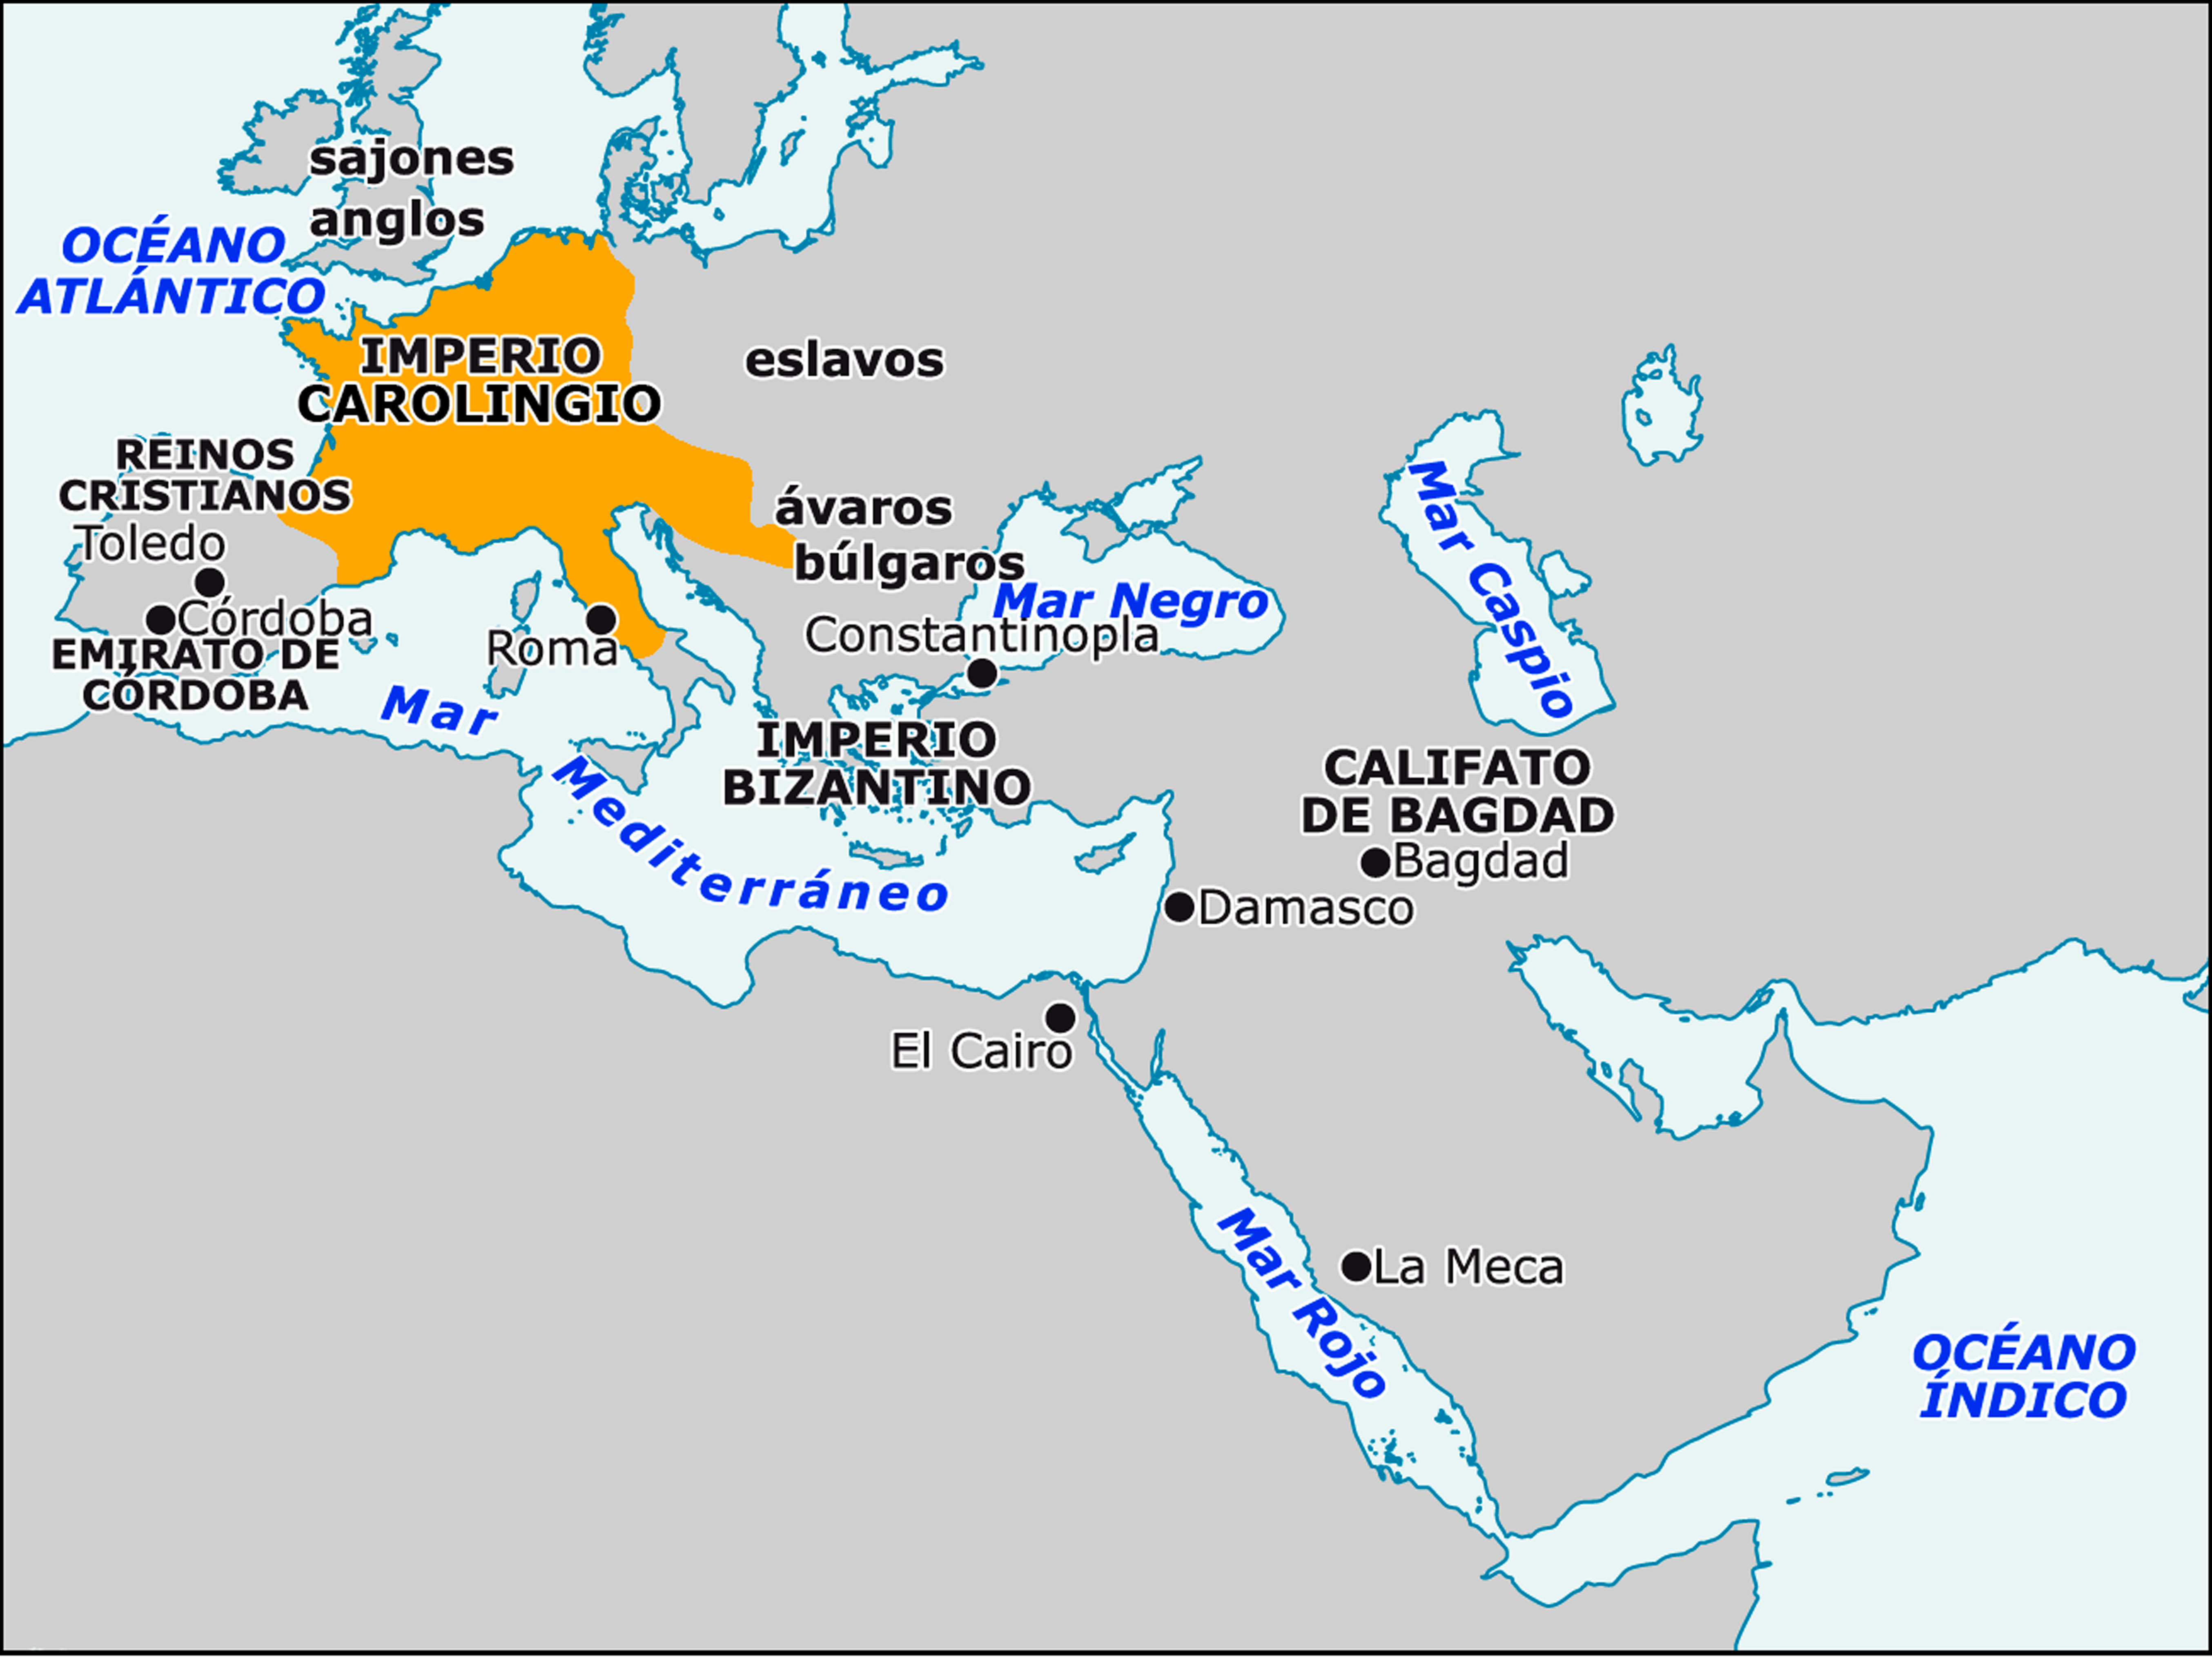 sajones
anglos
OCÉANO
ATLÁNTICO
IMPERIO
CAROLINGIO
eslavos
REINOS
CRISTIANOS
Toledo
Córdoba
EMIRATO DE
CÓRDOBA
ávaros
búlgaros
Mar Negro
Mar Caspio
Constantinopla
Roma
Mar
Mediterráneo
IMPERIO
BIZANTINO
CALIFATO
DE BAGDAD
Bagdad
Damasco
El Cairo
La Meca
Mar Rojo
OCÉANO
ÍNDICO